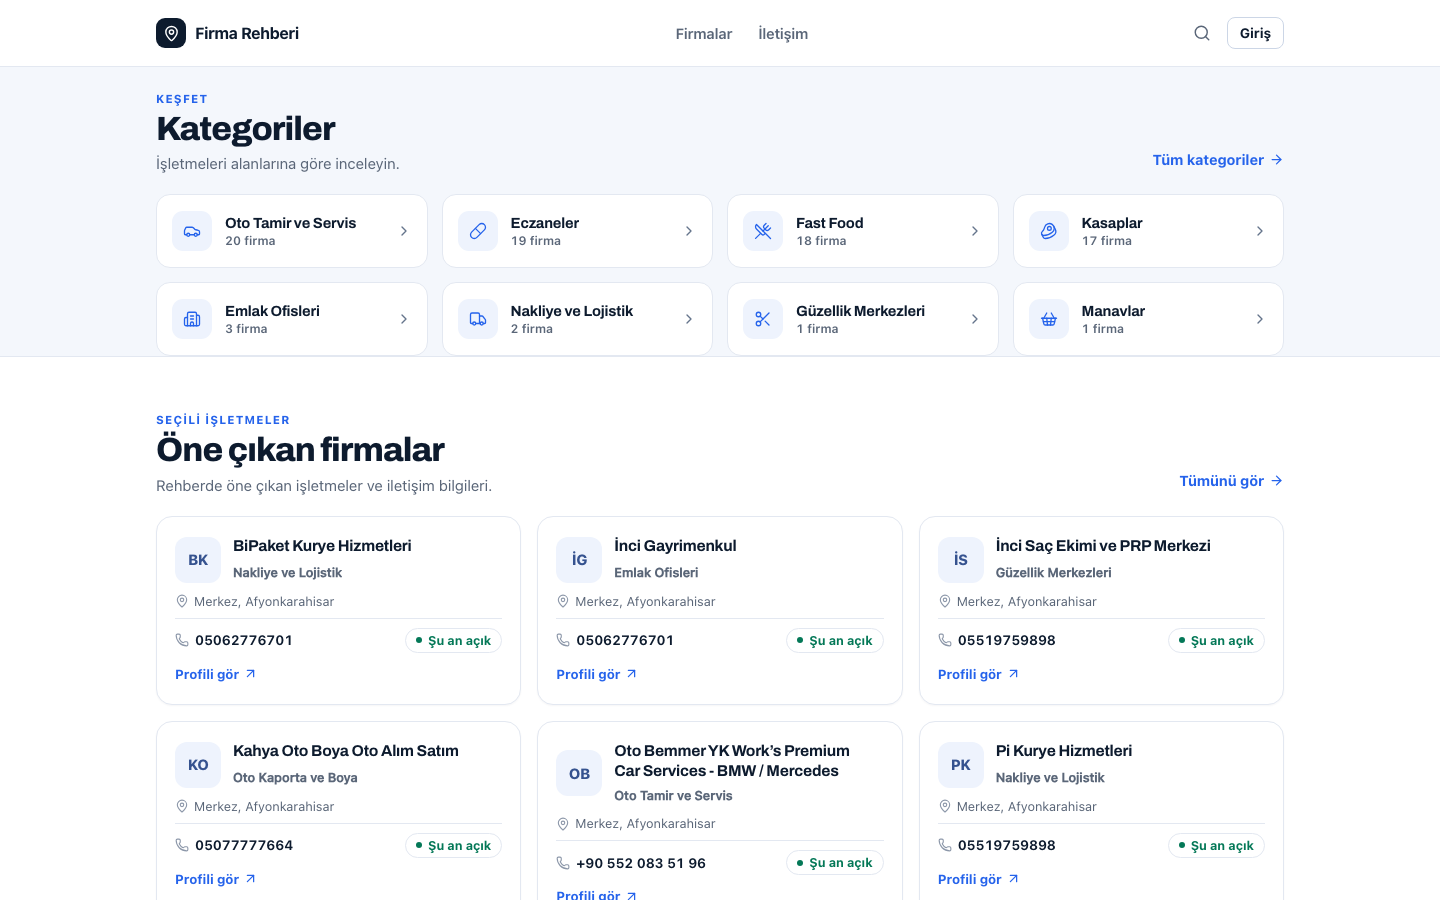 Firma Rehberi
Firmalar
İletişim
Giriş
KEŞFET
Kategoriler
İşletmeleri alanlarına göre inceleyin.
Tüm kategoriler
Oto Tamir ve Servis
20 firma
Eczaneler
19 firma
Fast Food
18 firma
Kasaplar
17 firma
Emlak Ofisleri
3 firma
Nakliye ve Lojistik
2 firma
Güzellik Merkezleri
1 firma
Manavlar
1 firma
SEÇİLİ İŞLETMELER
Öne çıkan firmalar
Rehberde öne çıkan işletmeler ve iletişim bilgileri.
Tümünü gör
BK
BiPaket Kurye Hizmetleri
Nakliye ve Lojistik
Merkez, Afyonkarahisar
05062776701
Şu an açık
Profili gör
İG
İnci Gayrimenkul
Emlak Ofisleri
Merkez, Afyonkarahisar
05062776701
Şu an açık
Profili gör
İS
İnci Saç Ekimi ve PRP Merkezi
Güzellik Merkezleri
Merkez, Afyonkarahisar
05519759898
Şu an açık
Profili gör
KO
Kahya Oto Boya Oto Alım Satım
Oto Kaporta ve Boya
Merkez, Afyonkarahisar
05077777664
Şu an açık
Profili gör
OB
Oto Bemmer YK Work’s Premium
Car Services - BMW / Mercedes
Oto Tamir ve Servis
Merkez, Afyonkarahisar
+90 552 083 51 96
Şu an açık
Profili gör
PK
Pi Kurye Hizmetleri
Nakliye ve Lojistik
Merkez, Afyonkarahisar
05519759898
Şu an açık
Profili gör